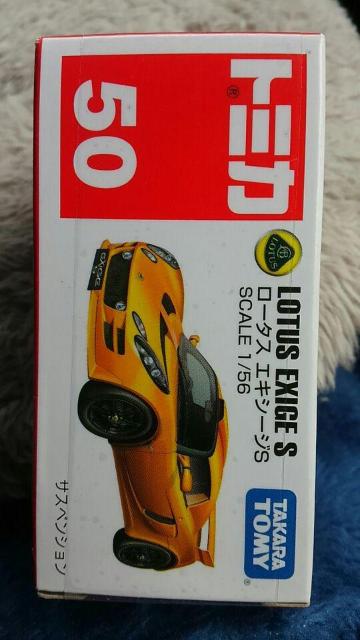 トミカ
®
50
LOTUS
LOTUS EXIGE S
ロータス エキシージS
SCALE 1/56
EXIGE
TAKARA
TOMY
®
サスペンション